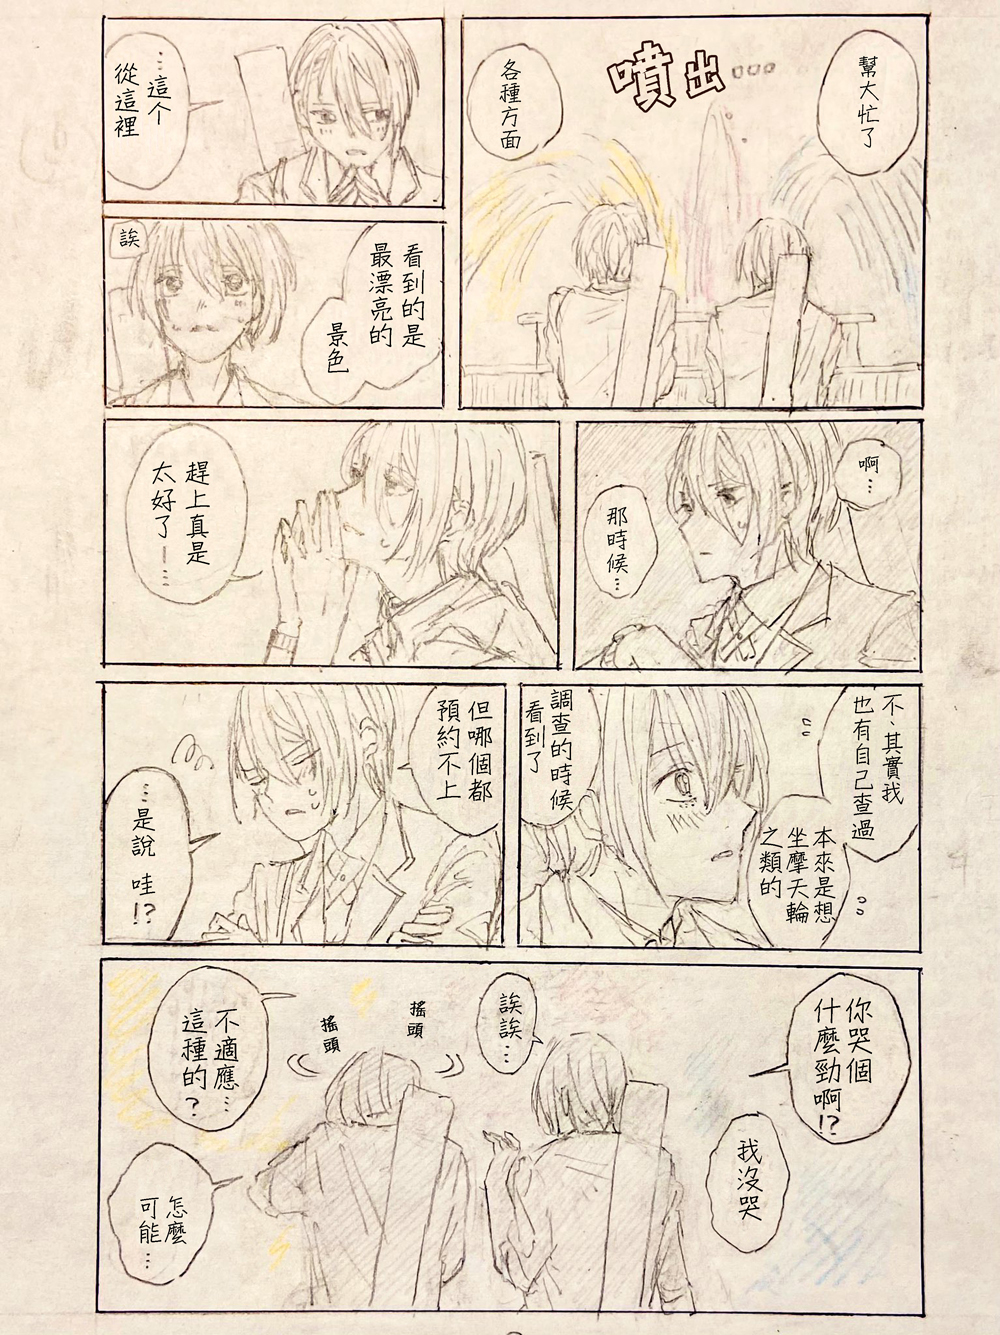 幫大忙了
噴出…
各種方面
…這个
從這裡
看到的是
最漂亮的
景色
誒
啊…
那時候…
趕上真是
太好了—…
不、其實我
也有自己查過
本來是想
坐摩天輪
之類的
調查的時候
看到了
但哪個都
預約不上
…是說 哇!?
你哭個
什麼勁啊!?
我沒哭
誒誒…
搖頭
搖頭
不適應…
這種的?
怎麼
可能…